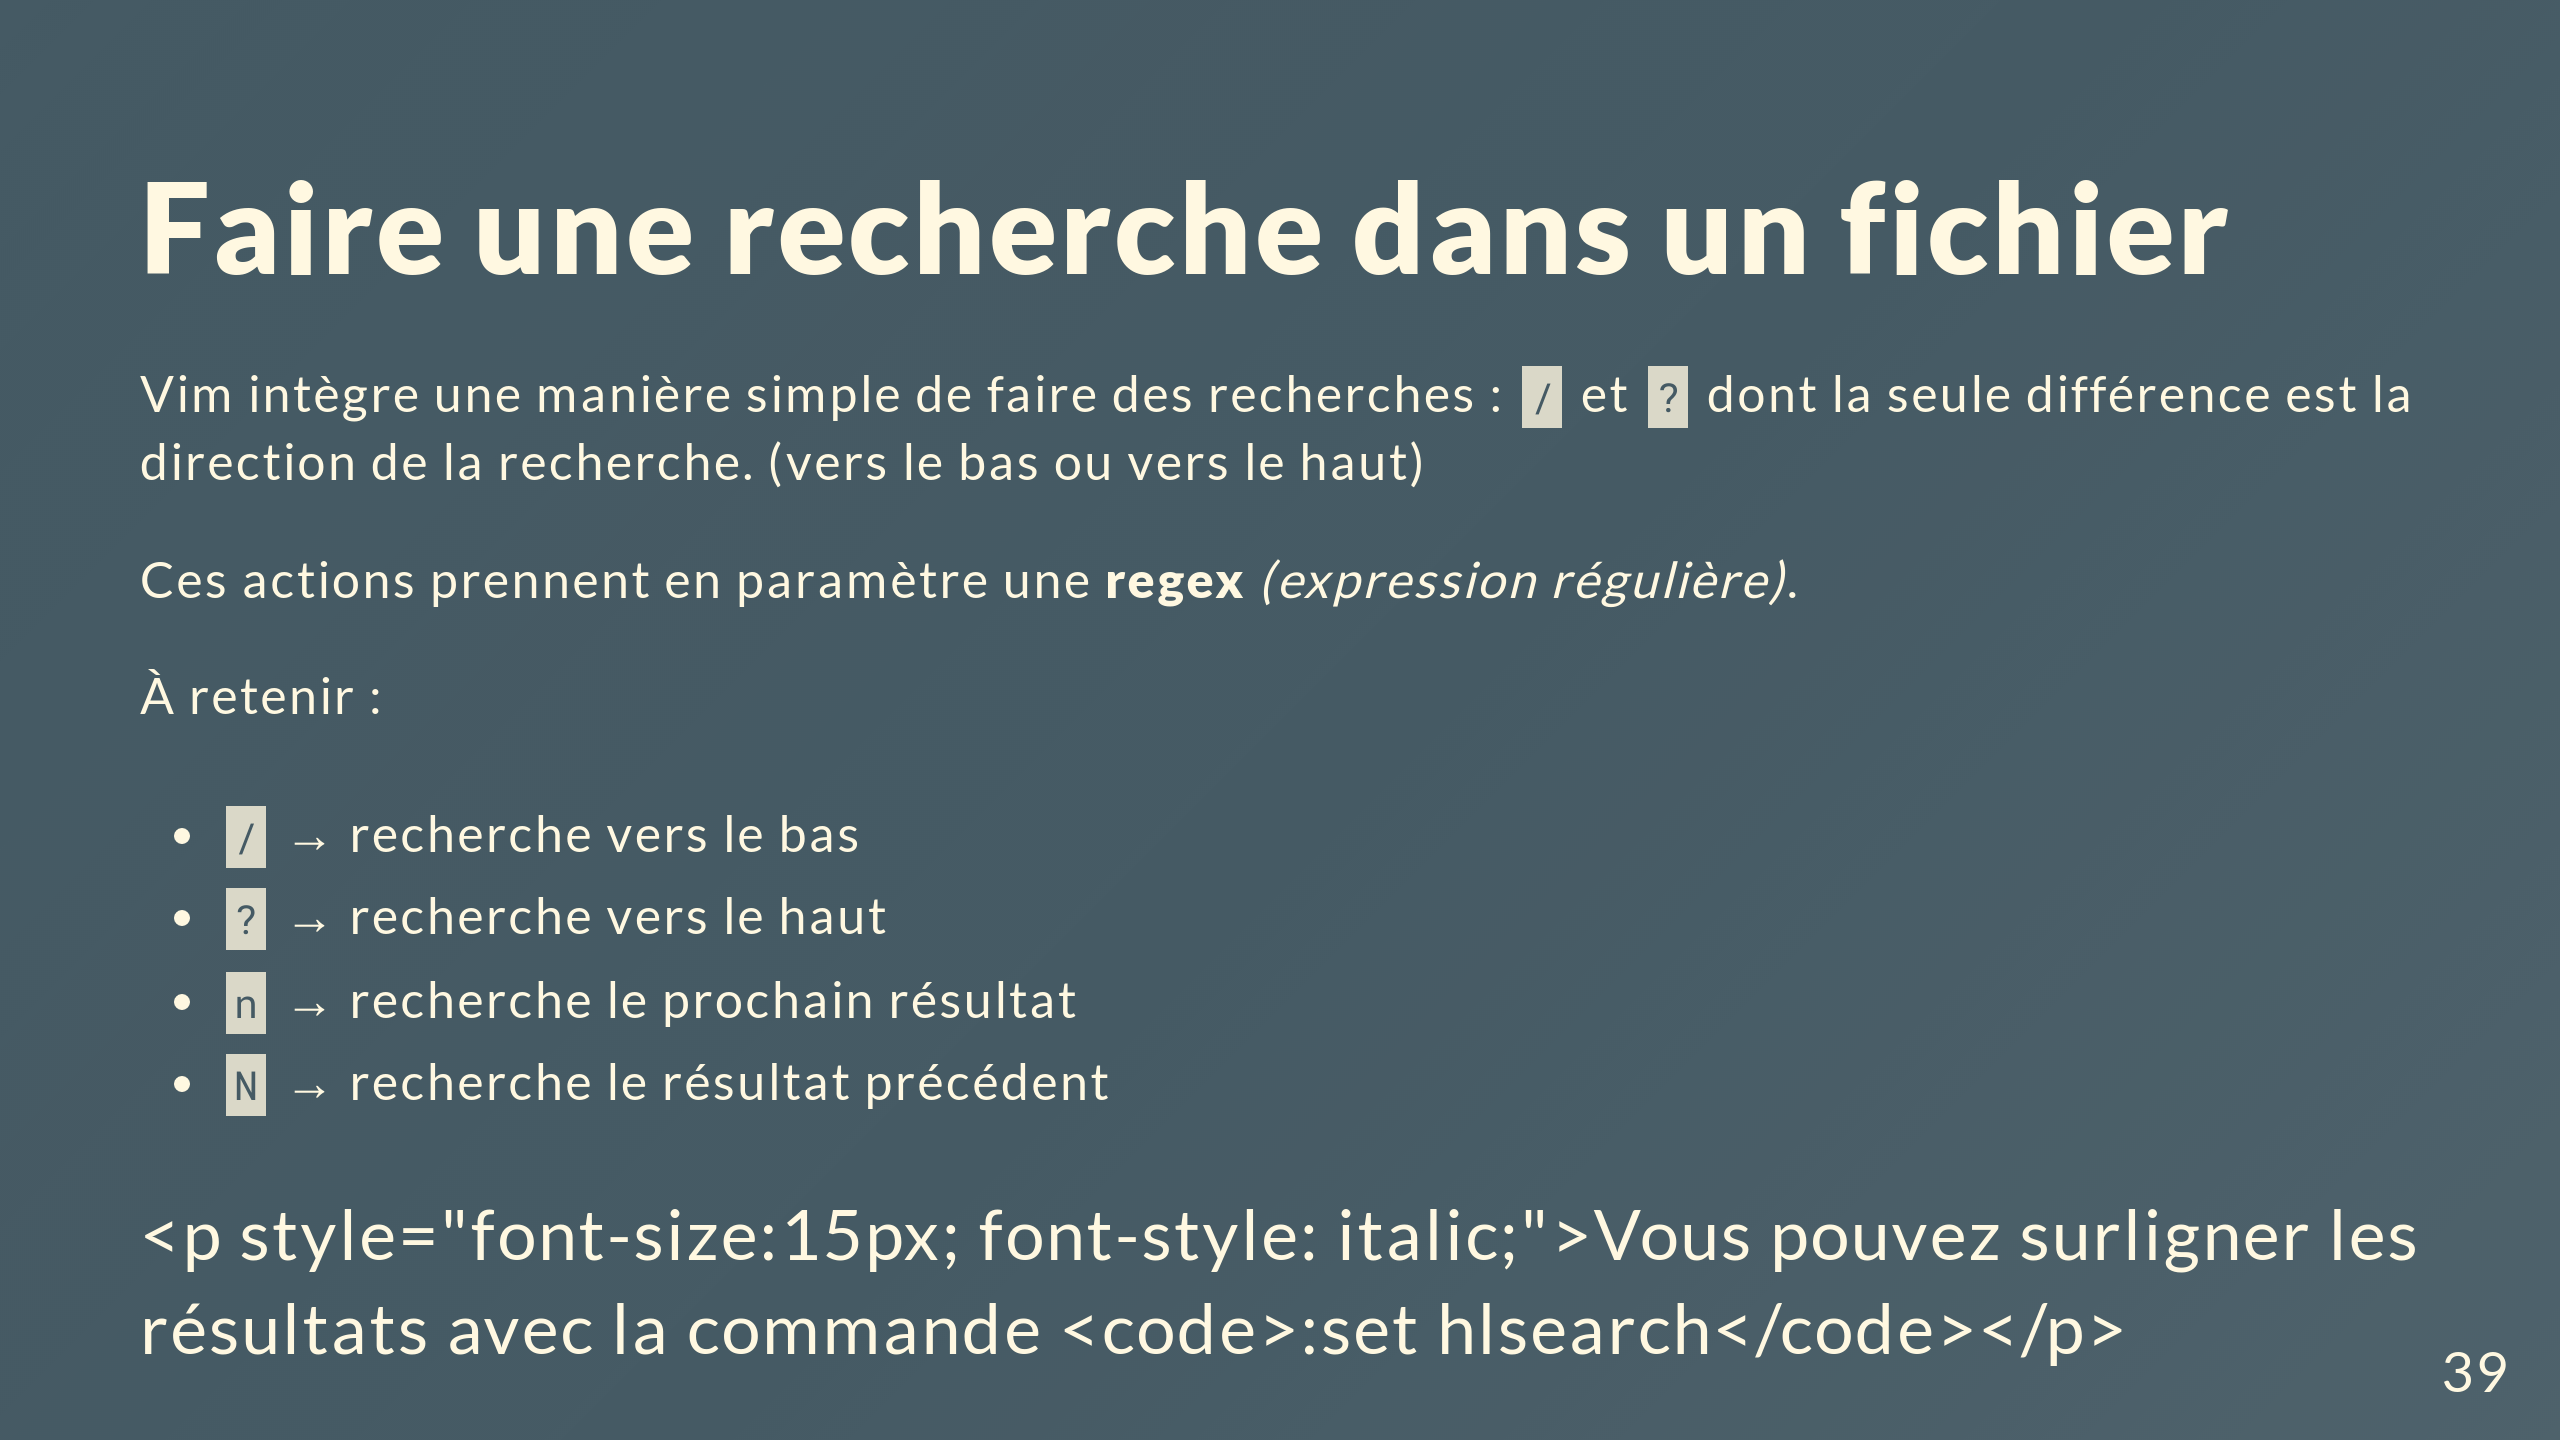 Faire une recherche dans un fichier
Vim intègre une manière simple de faire des recherches : / et ? dont la seule différence est la
direction de la recherche. (vers le bas ou vers le haut)
Ces actions prennent en paramètre une regex (expression régulière).
À retenir :
• / → recherche vers le bas
• ? → recherche vers le haut
• n → recherche le prochain résultat
• N → recherche le résultat précédent
<p style="font-size:15px; font-style: italic;">Vous pouvez surligner les
résultats avec la commande <code>:set hlsearch</code></p>
39